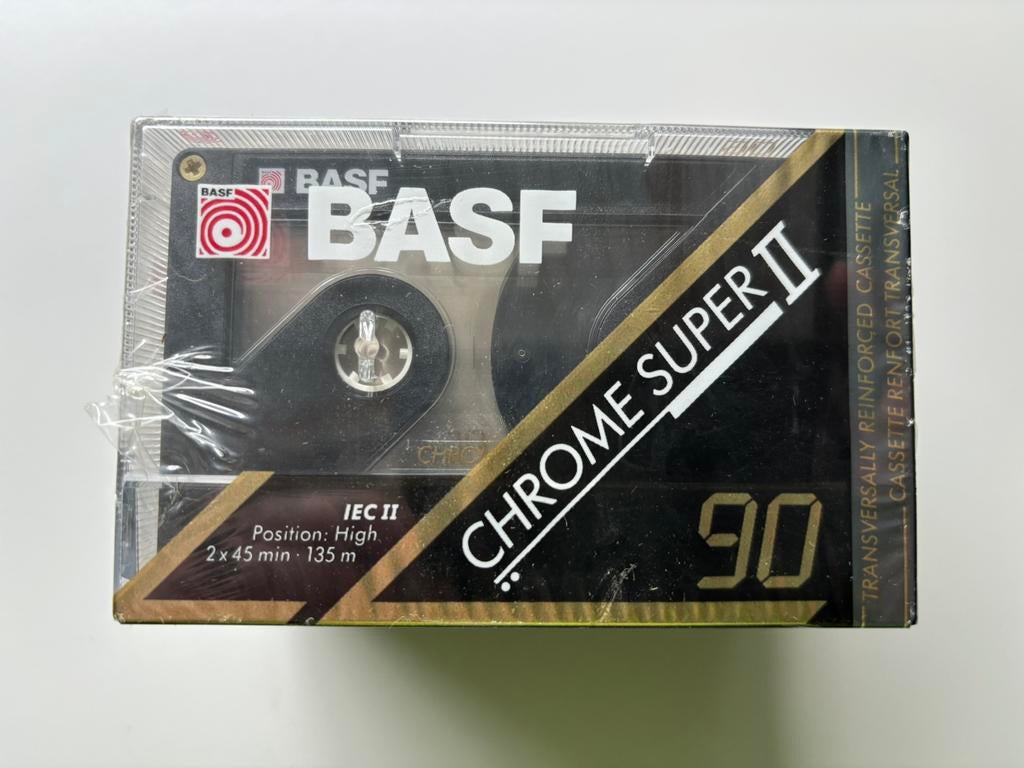 BASF
BASF
BASF
CHROME SUPER II
IEC II
Position: High
2 x 45 min · 135 m
90
TRANSVERSALLY REINFORCED CASSETTE
CASSETTE RENFORT TRANSVERSAL